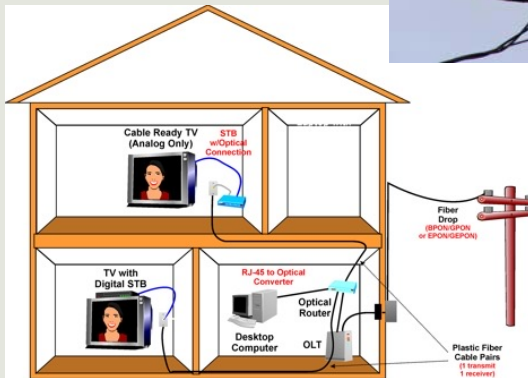 Cable Ready TV
(Analog Only)
STB
w/Optical
Connection
Fiber
Drop
(BPON/GPON
or EPON/GEPON)
TV with
Digital STB
RJ-45 to Optical
Converter
Desktop
Computer
Optical
Router
OLT
Plastic Fiber
Cable Pairs
(1 transmit
1 receiver)